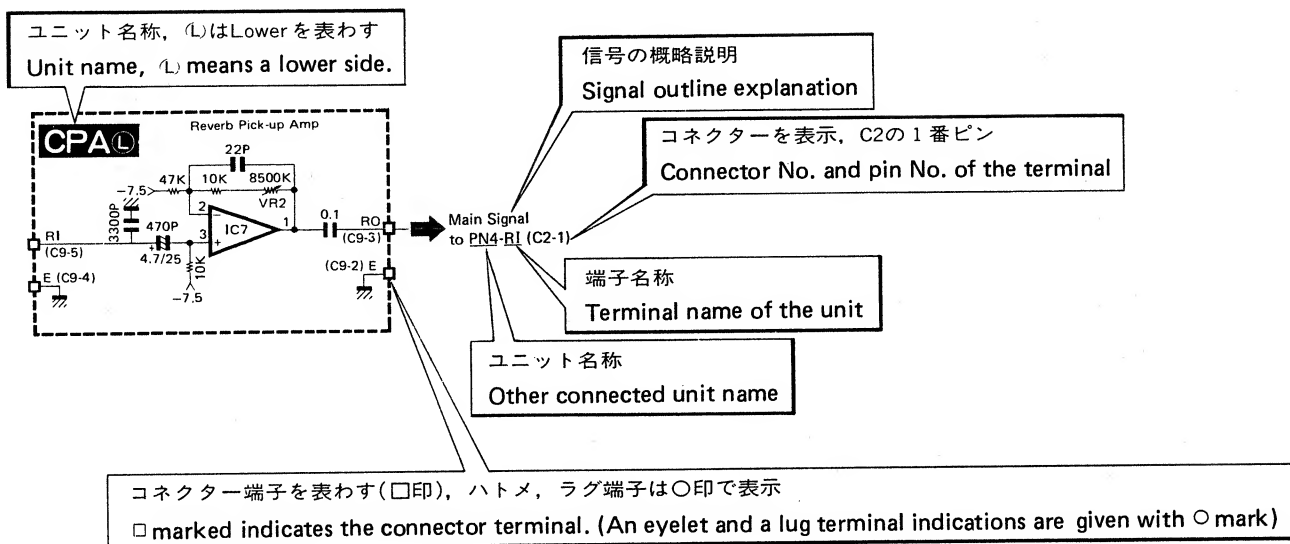 ユニット名称, ⓁはLowerを表わす
Unit name, Ⓛ means a lower side.
信号の概略説明
Signal outline explanation
コネクターを表示, C2の1番ピン
Connector No. and pin No. of the terminal
CPAⓁ
Reverb Pick-up Amp
22P
47K
10K
8500K
-7.5
VR2
2
−
IC7
1
3
+
3300P
470P
+
4.7/25
10K
-7.5
0.1
RO
(C9-3)
RI
(C9-5)
E (C9-4)
(C9-2) E
Main Signal
to PN4-RI (C2-1)
端子名称
Terminal name of the unit
ユニット名称
Other connected unit name
コネクター端子を表わす(□印), ハトメ, ラグ端子は○印で表示
□ marked indicates the connector terminal. (An eyelet and a lug terminal indications are given with ○ mark)